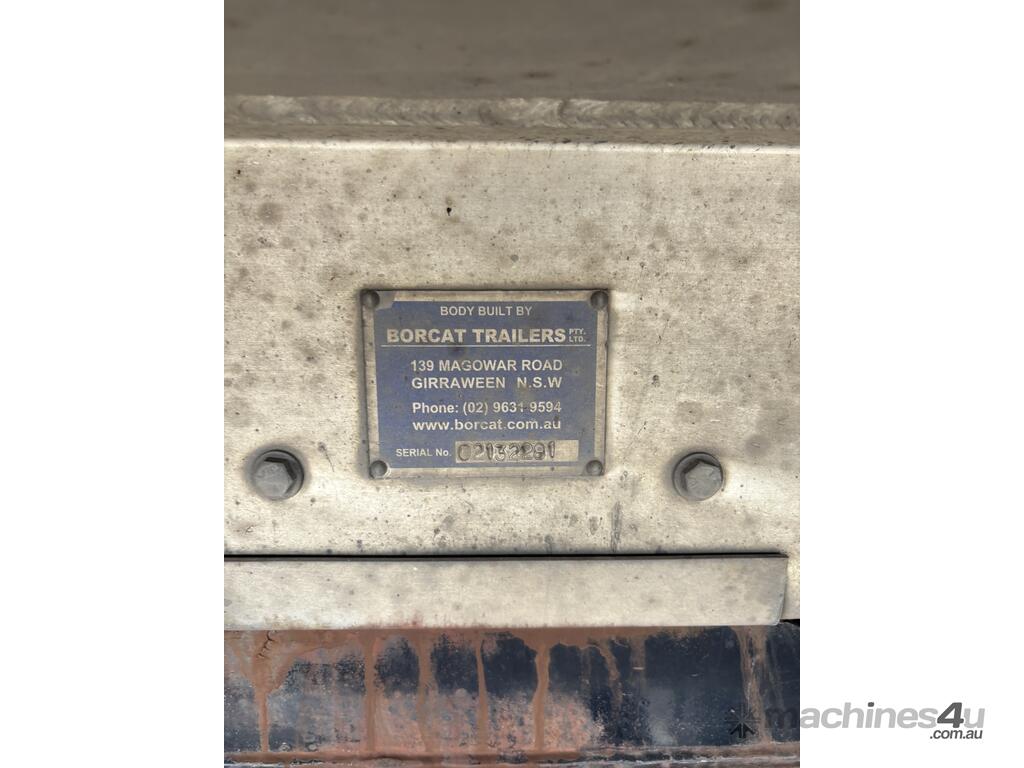 BODY BUILT BY
BORCAT TRAILERS PTY. LTD.
139 MAGOWAR ROAD
GIRRAWEEN N.S.W
Phone: (02) 9631 9594
www.borcat.com.au
SERIAL No. 02132291
machines4u
.com.au